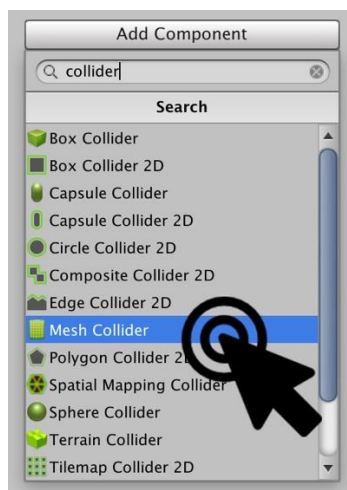 Add Component
collider
Search
Box Collider
Box Collider 2D
Capsule Collider
Capsule Collider 2D
Circle Collider 2D
Composite Collider 2D
Edge Collider 2D
Mesh Collider
Polygon Collider 2D
Spatial Mapping Collider
Sphere Collider
Terrain Collider
Tilemap Collider 2D